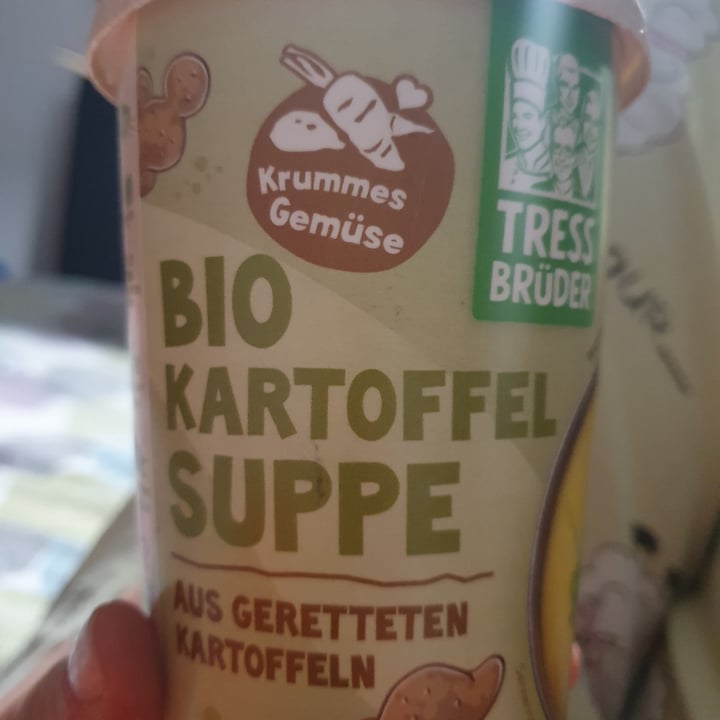 Krummes
Gemüse
TRESS
BRÜDER
BIO
KARTOFFEL
SUPPE
AUS GERETTETEN
KARTOFFELN